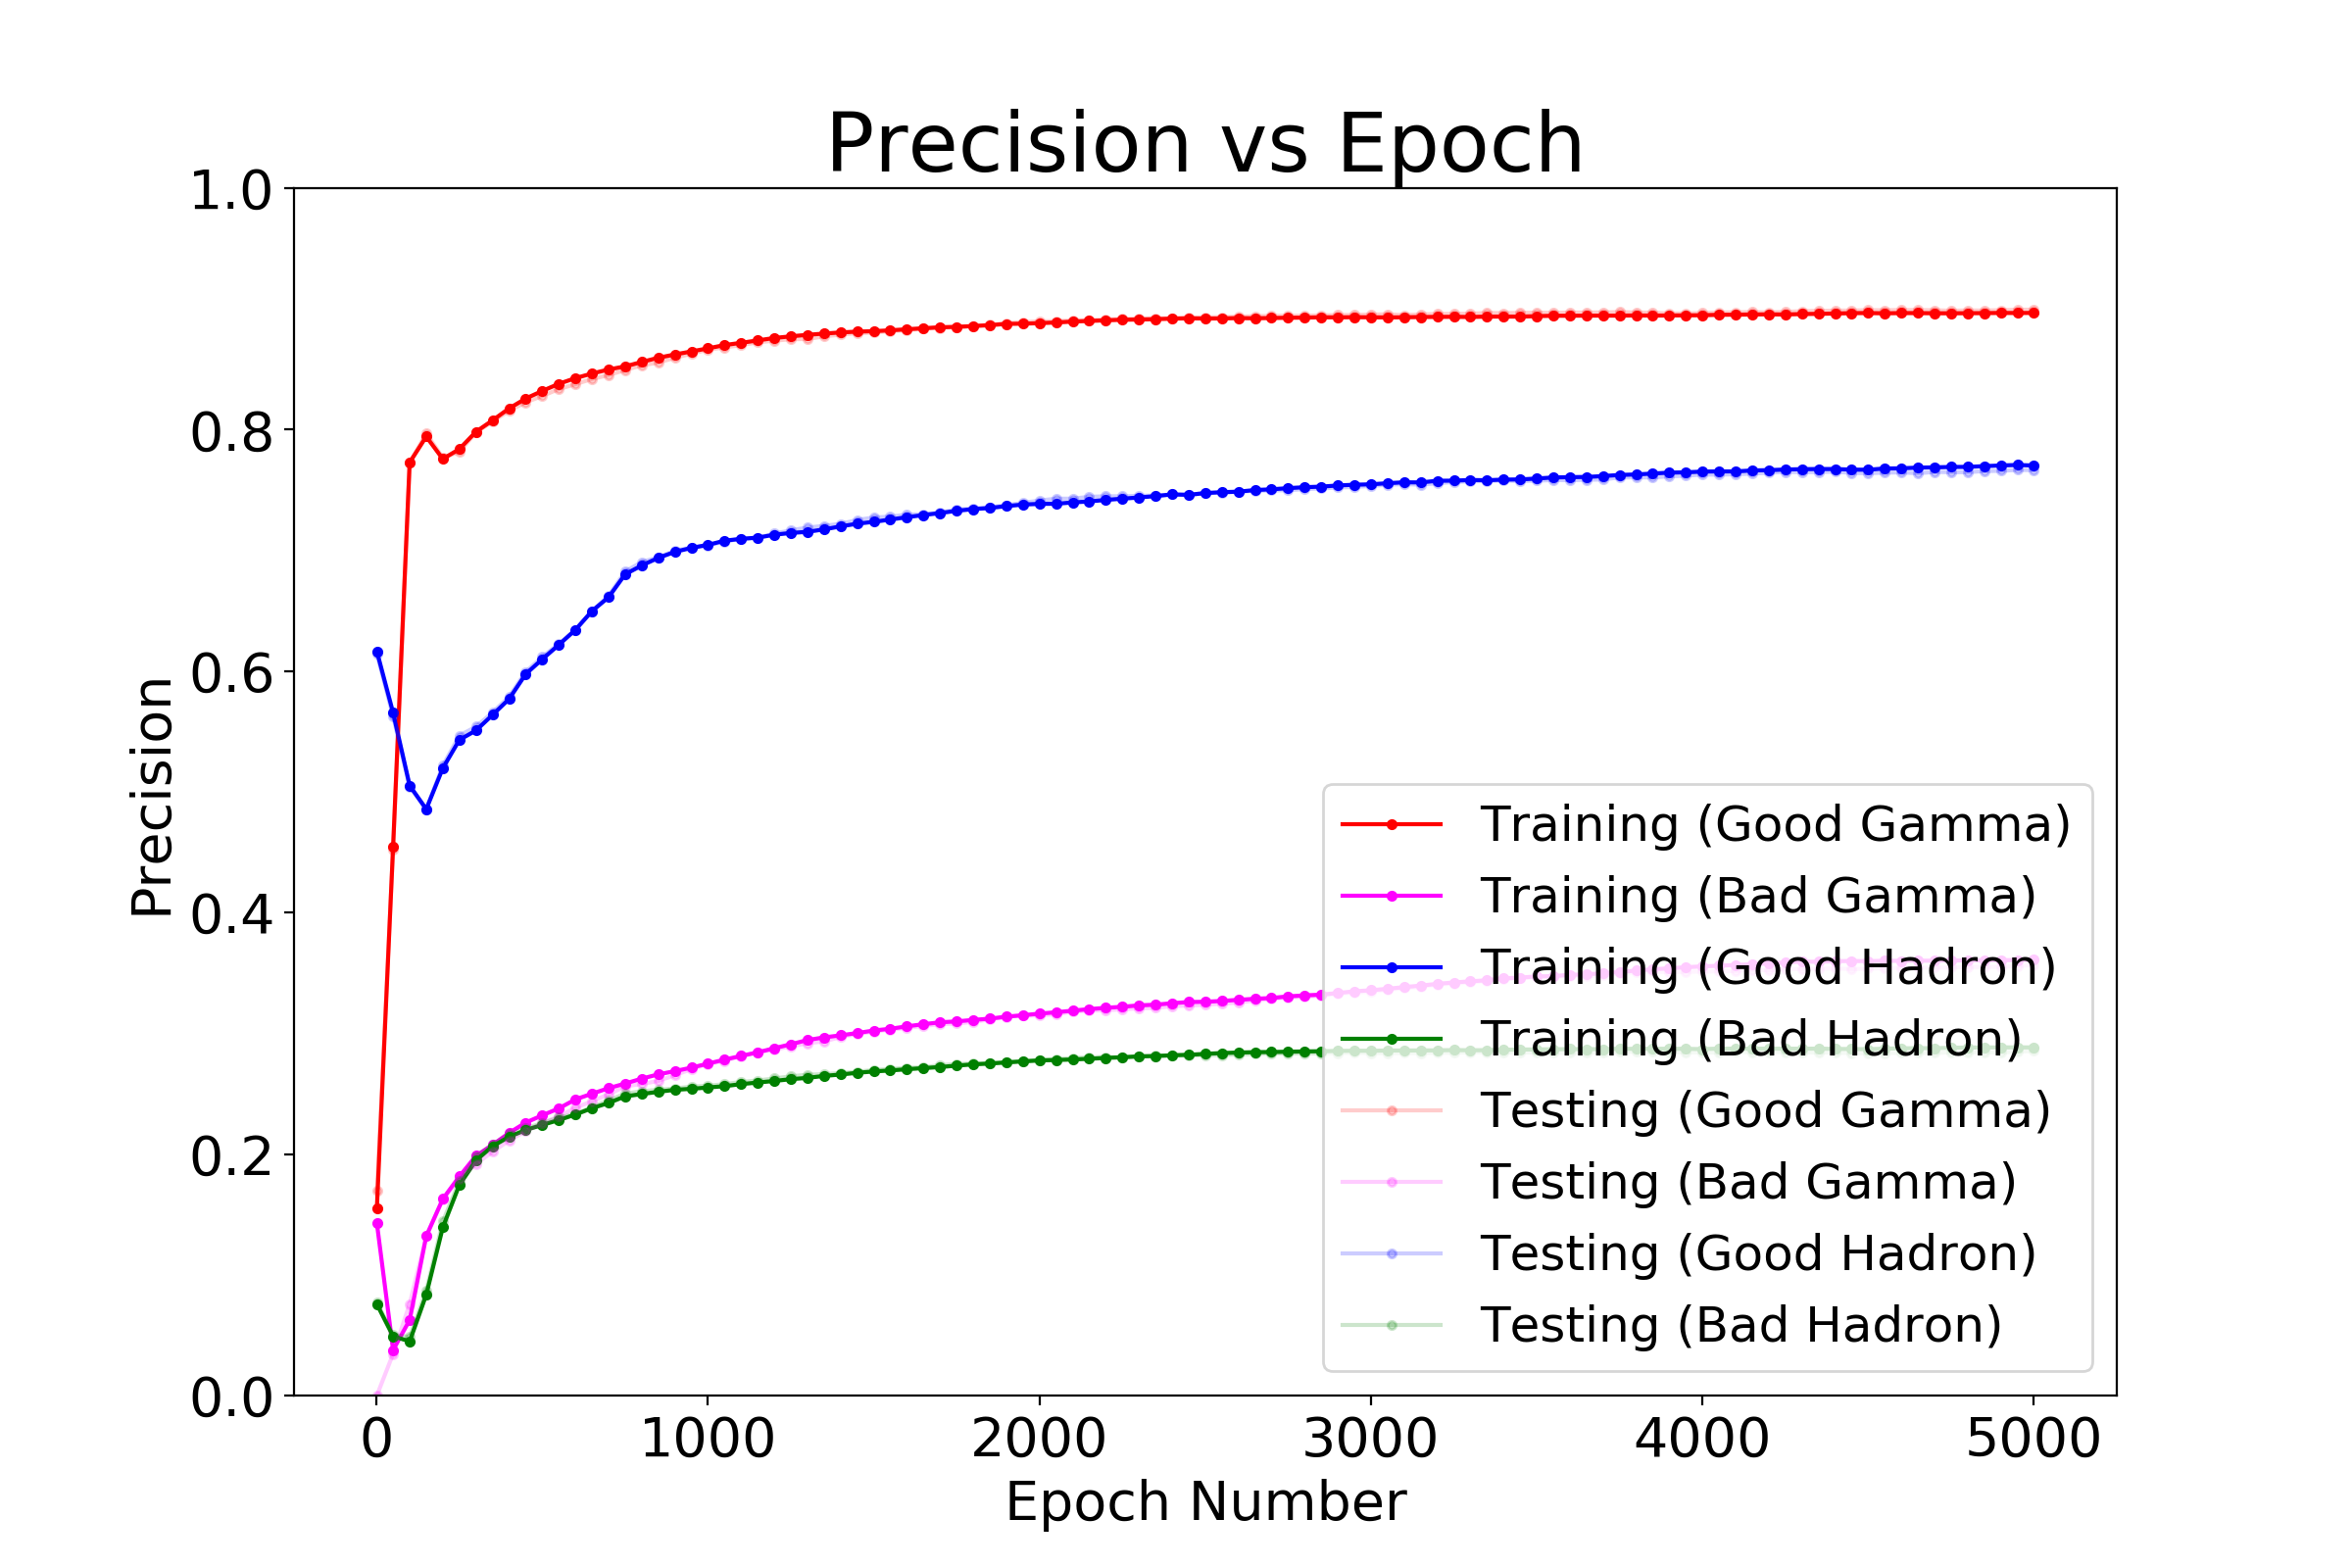 Precision vs Epoch
1.0
0.8
0.6
0.4
0.2
0.0
Precision
0 1000 2000 3000 4000 5000
Epoch Number
Training (Good Gamma)
Training (Bad Gamma)
Training (Good Hadron)
Training (Bad Hadron)
Testing (Good Gamma)
Testing (Bad Gamma)
Testing (Good Hadron)
Testing (Bad Hadron)